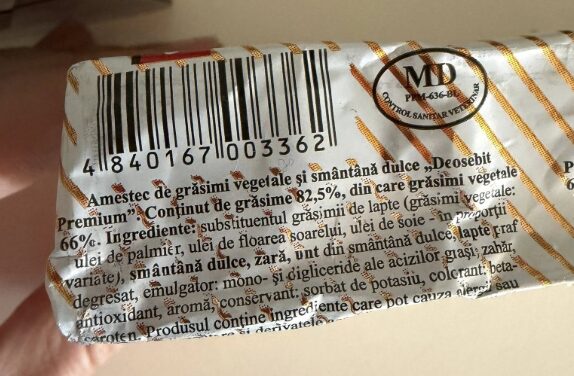 MD
PPM-636-BL
CONTROL SANITAR VETERINAR
4 840167 003362
Amestec de grăsimi vegetale și smântână dulce „Deosebit
Premium”. Conținut de grăsime 82,5%, din care grăsimi vegetale
66%. Ingrediente: substituenul grăsimii de lapte (grăsimi vegetale:
ulei de palmier, ulei de floarea soarelui, ulei de soie - în proporții
variate), smântână dulce, zară, unt din smântână dulce, lapte praf
degresat, emulgator: mono- și digliceride ale acizilor grași; zahăr,
antioxidant, aromă, conservant: sorbat de potasiu, colorant: beta-
caroten. Produsul conține ingrediente care pot cauza alergii sau
și derivatele